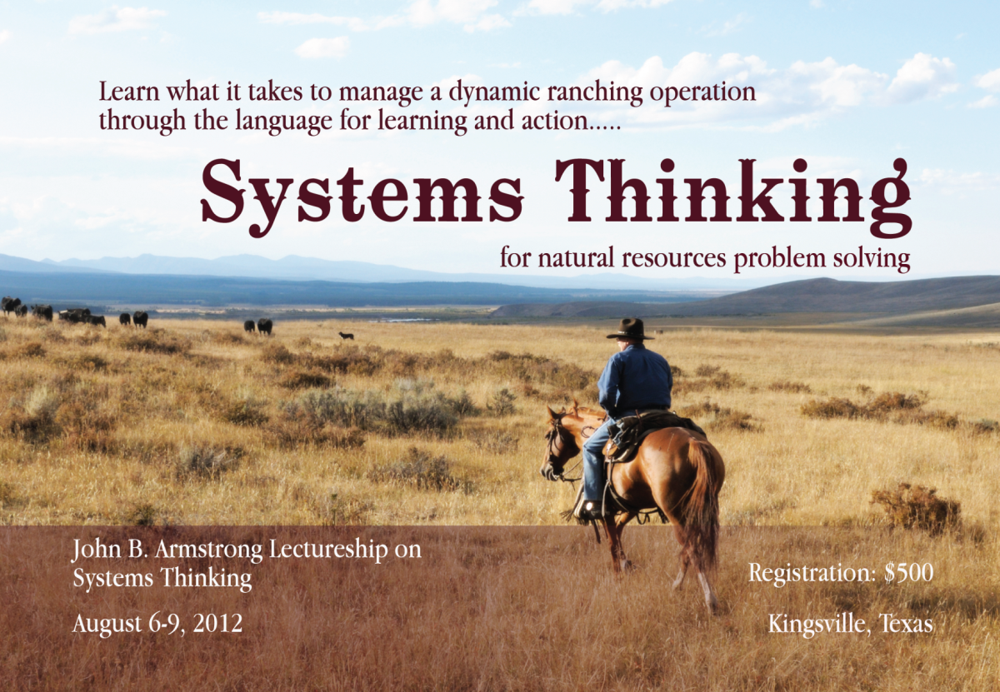 Learn what it takes to manage a dynamic ranching operation
through the language for learning and action.....
Systems Thinking
for natural resources problem solving
John B. Armstrong Lectureship on
Systems Thinking
August 6-9, 2012
Registration: $500
Kingsville, Texas